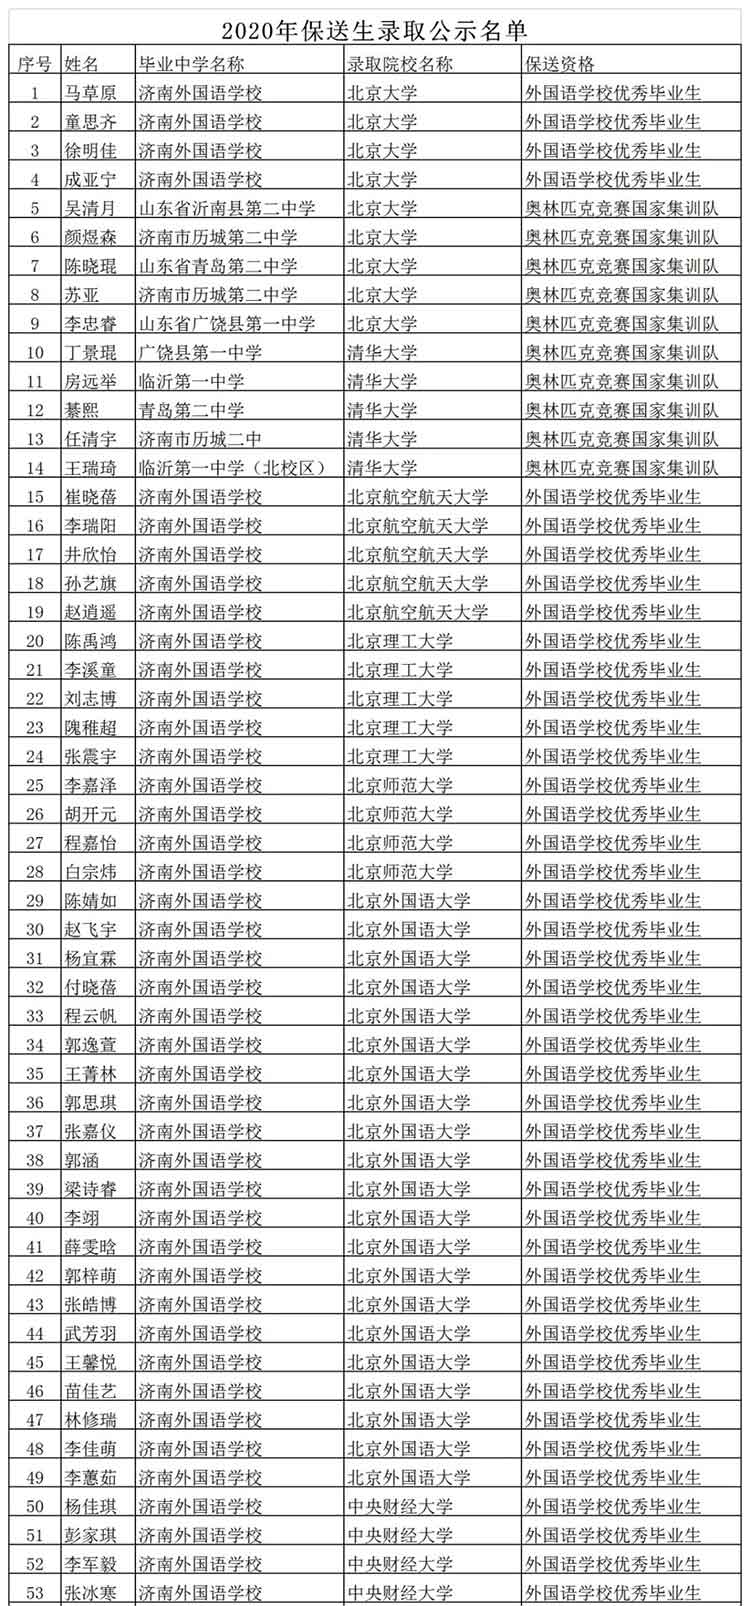 2020年保送生录取公示名单
序号 姓名 毕业中学名称 录取院校名称 保送资格
1 马草原 济南外国语学校 北京大学 外国语学校优秀毕业生
2 童思齐 济南外国语学校 北京大学 外国语学校优秀毕业生
3 徐明佳 济南外国语学校 北京大学 外国语学校优秀毕业生
4 成亚宁 济南外国语学校 北京大学 外国语学校优秀毕业生
5 吴清月 山东省沂南县第二中学 北京大学 奥林匹克竞赛国家集训队
6 颜煜森 济南市历城第二中学 北京大学 奥林匹克竞赛国家集训队
7 陈晓琨 山东省青岛第二中学 北京大学 奥林匹克竞赛国家集训队
8 苏亚 济南市历城第二中学 北京大学 奥林匹克竞赛国家集训队
9 李忠睿 山东省广饶县第一中学 北京大学 奥林匹克竞赛国家集训队
10 丁景琨 广饶县第一中学 清华大学 奥林匹克竞赛国家集训队
11 房远举 临沂第一中学 清华大学 奥林匹克竞赛国家集训队
12 綦熙 青岛第二中学 清华大学 奥林匹克竞赛国家集训队
13 任清宇 济南市历城二中 清华大学 奥林匹克竞赛国家集训队
14 王瑞琦 临沂第一中学（北校区） 清华大学 奥林匹克竞赛国家集训队
15 崔晓蓓 济南外国语学校 北京航空航天大学 外国语学校优秀毕业生
16 李瑞阳 济南外国语学校 北京航空航天大学 外国语学校优秀毕业生
17 井欣怡 济南外国语学校 北京航空航天大学 外国语学校优秀毕业生
18 孙艺旗 济南外国语学校 北京航空航天大学 外国语学校优秀毕业生
19 赵逍遥 济南外国语学校 北京航空航天大学 外国语学校优秀毕业生
20 陈禹鸿 济南外国语学校 北京理工大学 外国语学校优秀毕业生
21 李溪童 济南外国语学校 北京理工大学 外国语学校优秀毕业生
22 刘志博 济南外国语学校 北京理工大学 外国语学校优秀毕业生
23 隗稚超 济南外国语学校 北京理工大学 外国语学校优秀毕业生
24 张震宇 济南外国语学校 北京理工大学 外国语学校优秀毕业生
25 李嘉泽 济南外国语学校 北京师范大学 外国语学校优秀毕业生
26 胡开元 济南外国语学校 北京师范大学 外国语学校优秀毕业生
27 程嘉怡 济南外国语学校 北京师范大学 外国语学校优秀毕业生
28 白宗炜 济南外国语学校 北京师范大学 外国语学校优秀毕业生
29 陈婧如 济南外国语学校 北京外国语大学 外国语学校优秀毕业生
30 赵飞宇 济南外国语学校 北京外国语大学 外国语学校优秀毕业生
31 杨宜霖 济南外国语学校 北京外国语大学 外国语学校优秀毕业生
32 付晓蓓 济南外国语学校 北京外国语大学 外国语学校优秀毕业生
33 程云帆 济南外国语学校 北京外国语大学 外国语学校优秀毕业生
34 郭逸萱 济南外国语学校 北京外国语大学 外国语学校优秀毕业生
35 王菁林 济南外国语学校 北京外国语大学 外国语学校优秀毕业生
36 郭思琪 济南外国语学校 北京外国语大学 外国语学校优秀毕业生
37 张嘉仪 济南外国语学校 北京外国语大学 外国语学校优秀毕业生
38 郭涵 济南外国语学校 北京外国语大学 外国语学校优秀毕业生
39 梁诗睿 济南外国语学校 北京外国语大学 外国语学校优秀毕业生
40 李翊 济南外国语学校 北京外国语大学 外国语学校优秀毕业生
41 薛雯晗 济南外国语学校 北京外国语大学 外国语学校优秀毕业生
42 郭梓萌 济南外国语学校 北京外国语大学 外国语学校优秀毕业生
43 张皓博 济南外国语学校 北京外国语大学 外国语学校优秀毕业生
44 武芳羽 济南外国语学校 北京外国语大学 外国语学校优秀毕业生
45 王馨悦 济南外国语学校 北京外国语大学 外国语学校优秀毕业生
46 苗佳艺 济南外国语学校 北京外国语大学 外国语学校优秀毕业生
47 林修瑞 济南外国语学校 北京外国语大学 外国语学校优秀毕业生
48 李佳萌 济南外国语学校 北京外国语大学 外国语学校优秀毕业生
49 李蕙茹 济南外国语学校 北京外国语大学 外国语学校优秀毕业生
50 杨佳琪 济南外国语学校 中央财经大学 外国语学校优秀毕业生
51 彭家琪 济南外国语学校 中央财经大学 外国语学校优秀毕业生
52 李军毅 济南外国语学校 中央财经大学 外国语学校优秀毕业生
53 张冰寒 济南外国语学校 中央财经大学 外国语学校优秀毕业生